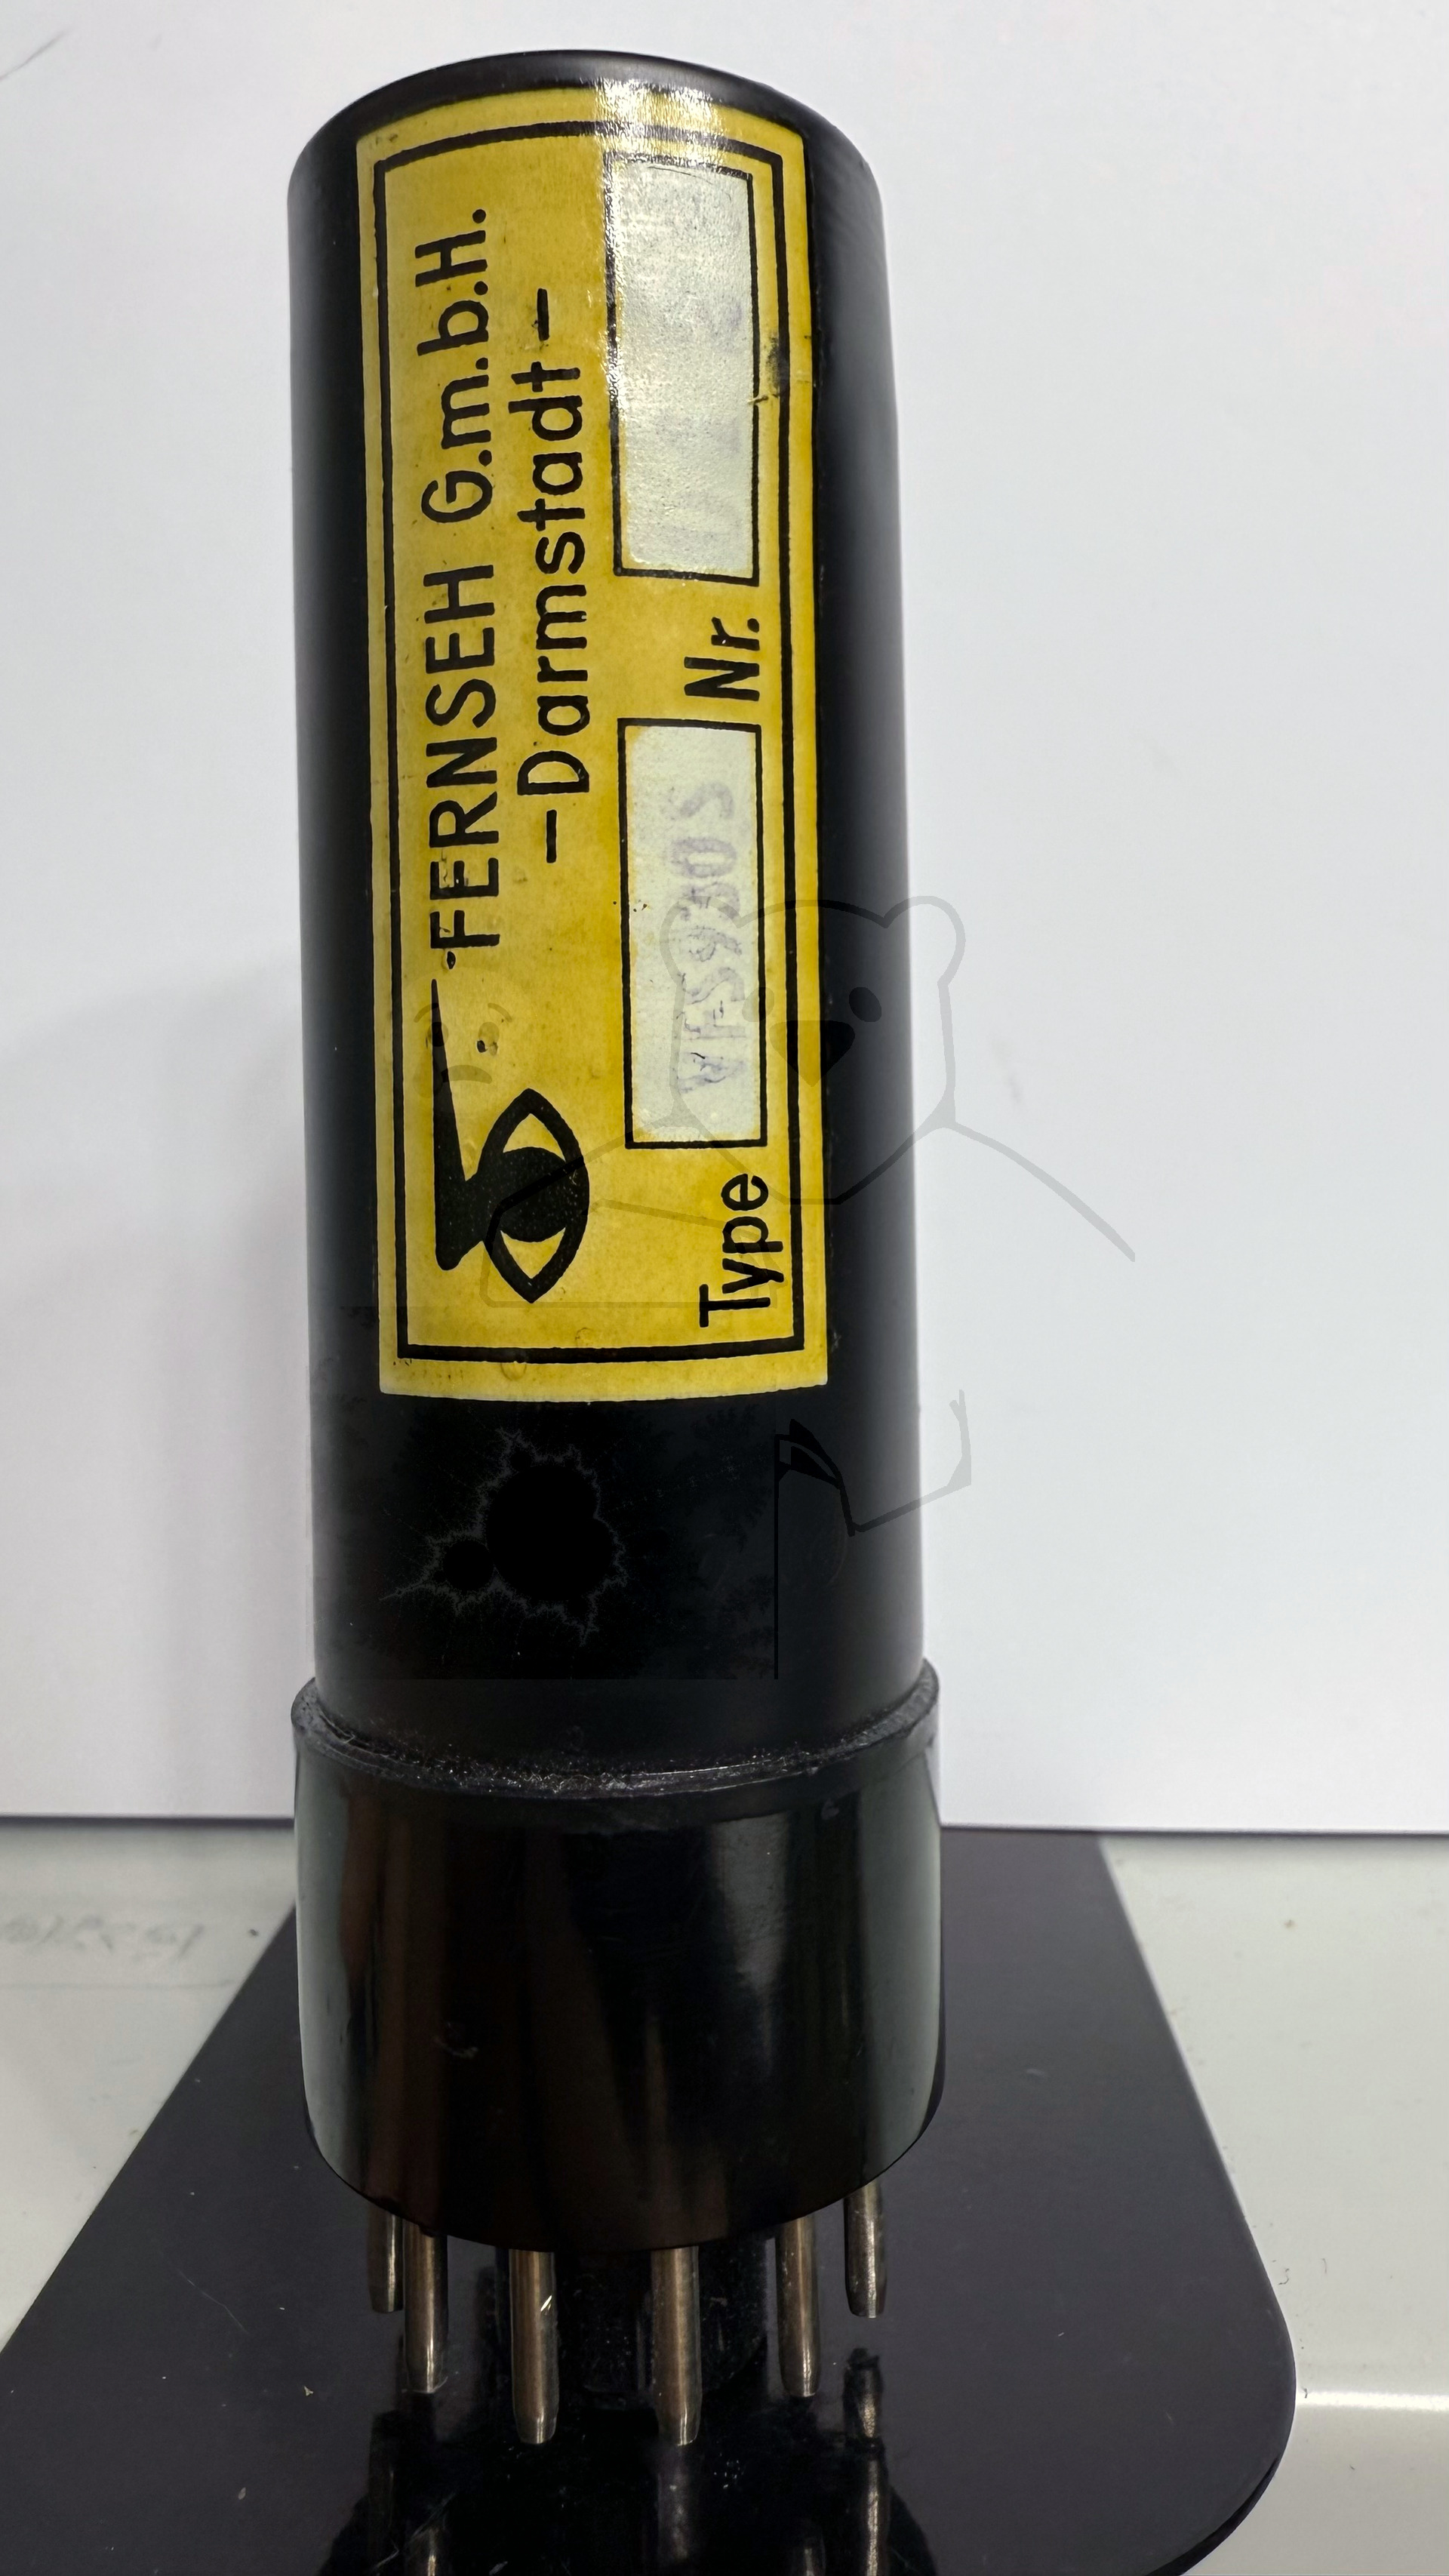 FERNSEH G.m.b.H.
-Darmstadt-
Type
Nr.